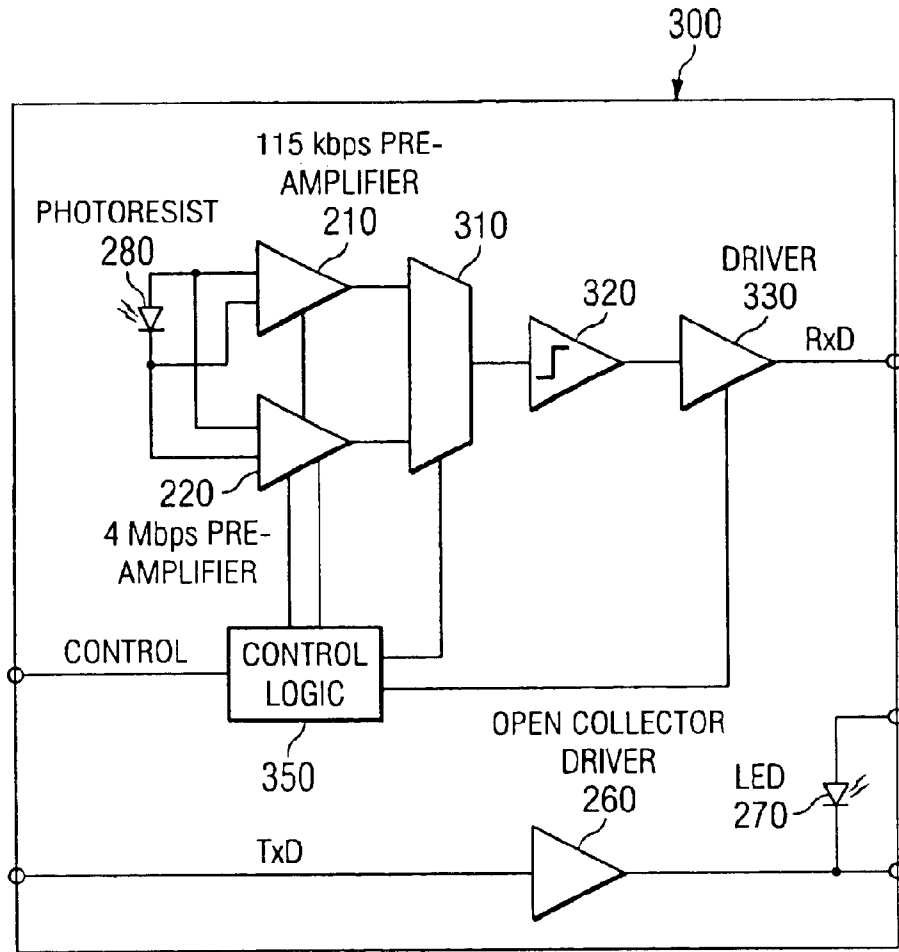 300
115 kbps PRE-
AMPLIFIER
210
PHOTORESIST
280
310
320
DRIVER
330
RxD
220
4 Mbps PRE-
AMPLIFIER
CONTROL
CONTROL
LOGIC
350
OPEN COLLECTOR
DRIVER
260
LED
270
TxD